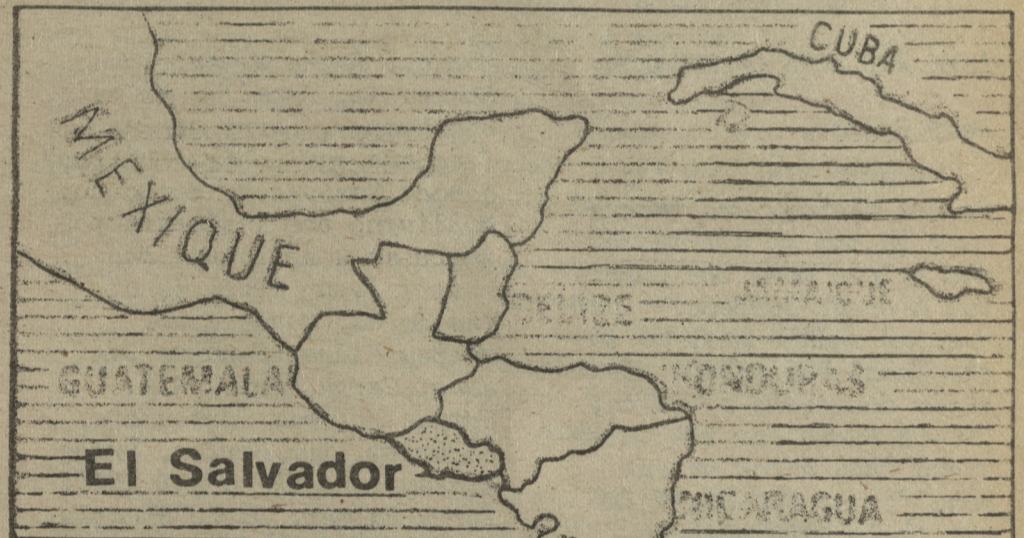 CUBA
MEXIQUE
BELIZE
JAMAIQUE
GUATEMALA
HONDURAS
El Salvador
NICARAGUA